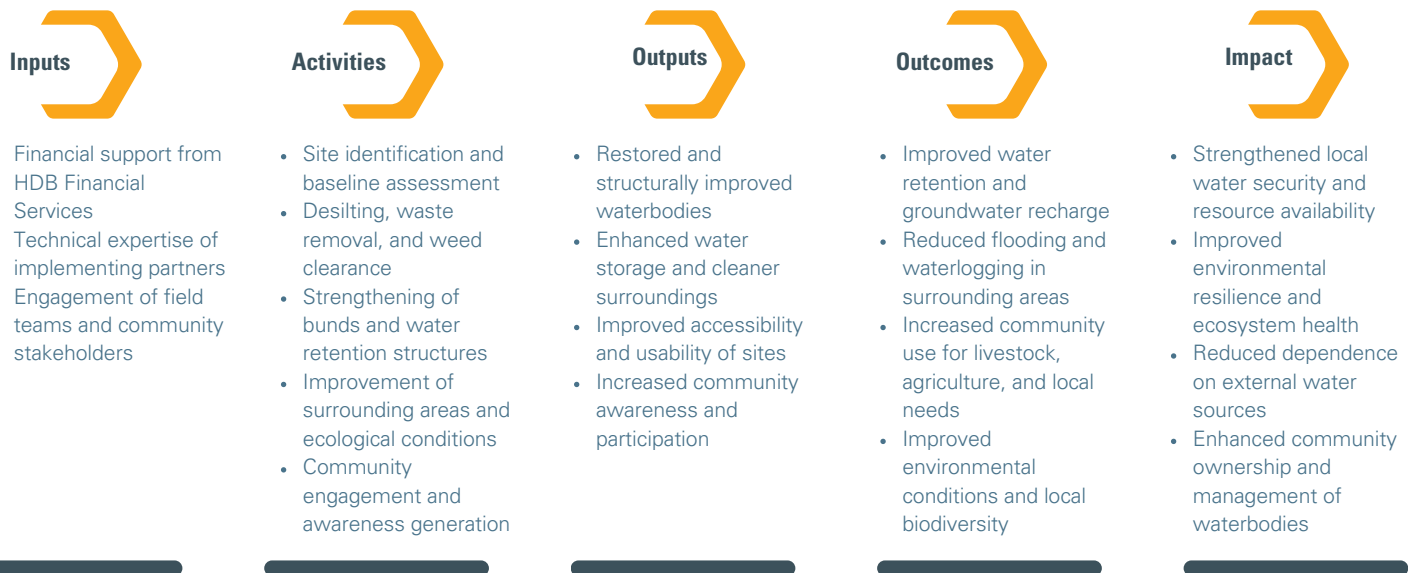 Inputs
Financial support from
HDB Financial
Services
Technical expertise of
implementing partners
Engagement of field
teams and community
stakeholders
Activities
• Site identification and
baseline assessment
• Desilting, waste
removal, and weed
clearance
• Strengthening of
bunds and water
retention structures
• Improvement of
surrounding areas and
ecological conditions
• Community
engagement and
awareness generation
Outputs
• Restored and
structurally improved
waterbodies
• Enhanced water
storage and cleaner
surroundings
• Improved accessibility
and usability of sites
• Increased community
awareness and
participation
Outcomes
• Improved water
retention and
groundwater recharge
• Reduced flooding and
waterlogging in
surrounding areas
• Increased community
use for livestock,
agriculture, and local
needs
• Improved
environmental
conditions and local
biodiversity
Impact
• Strengthened local
water security and
resource availability
• Improved
environmental
resilience and
ecosystem health
• Reduced dependence
on external water
sources
• Enhanced community
ownership and
management of
waterbodies